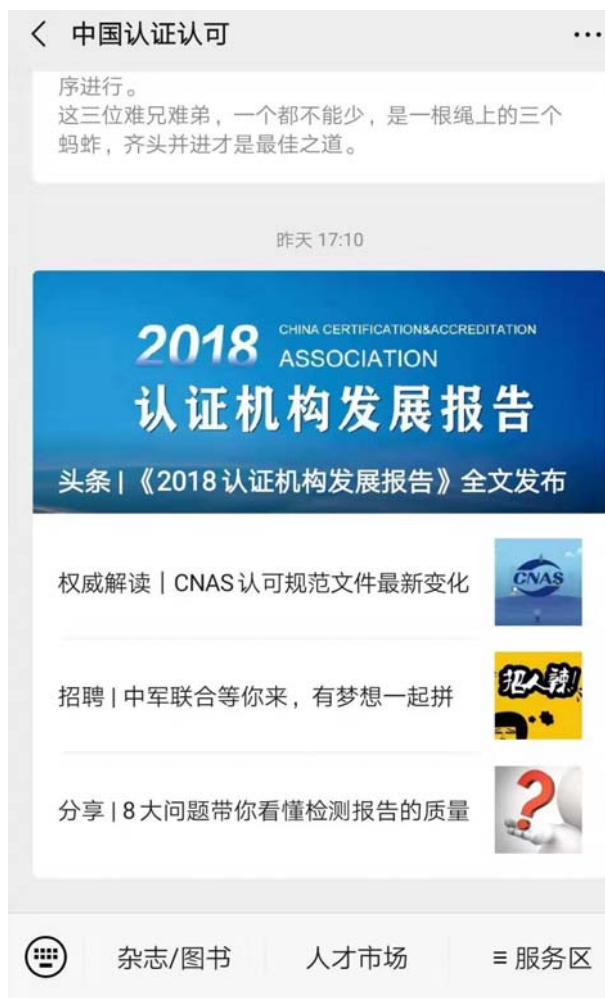 中国认证认可
序进行。
这三位难兄难弟，一个都不能少，是一根绳上的三个
蚂蚱，齐头并进才是最佳之道。
昨天 17:10
2018 CHINA CERTIFICATION&ACCREDITATION
ASSOCIATION
认证机构发展报告
头条 |《2018 认证机构发展报告》全文发布
权威解读｜CNAS 认可规范文件最新变化
CNAS
招聘 | 中军联合等你来，有梦想一起拼
招人辣!
分享 | 8 大问题带你看懂检测报告的质量
杂志/图书
人才市场
服务区